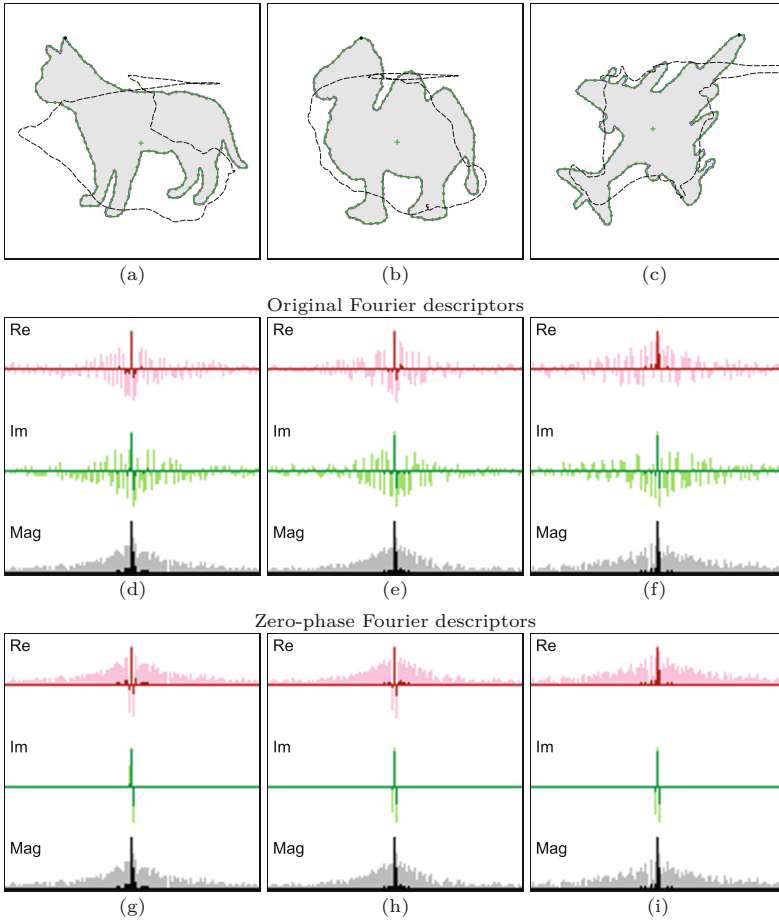 (a) (b) (c)
Original Fourier descriptors
Re Re Re
Im Im Im
Mag Mag Mag
(d) (e) (f)
Zero-phase Fourier descriptors
Re Re Re
Im Im Im
Mag Mag Mag
(g) (h) (i)